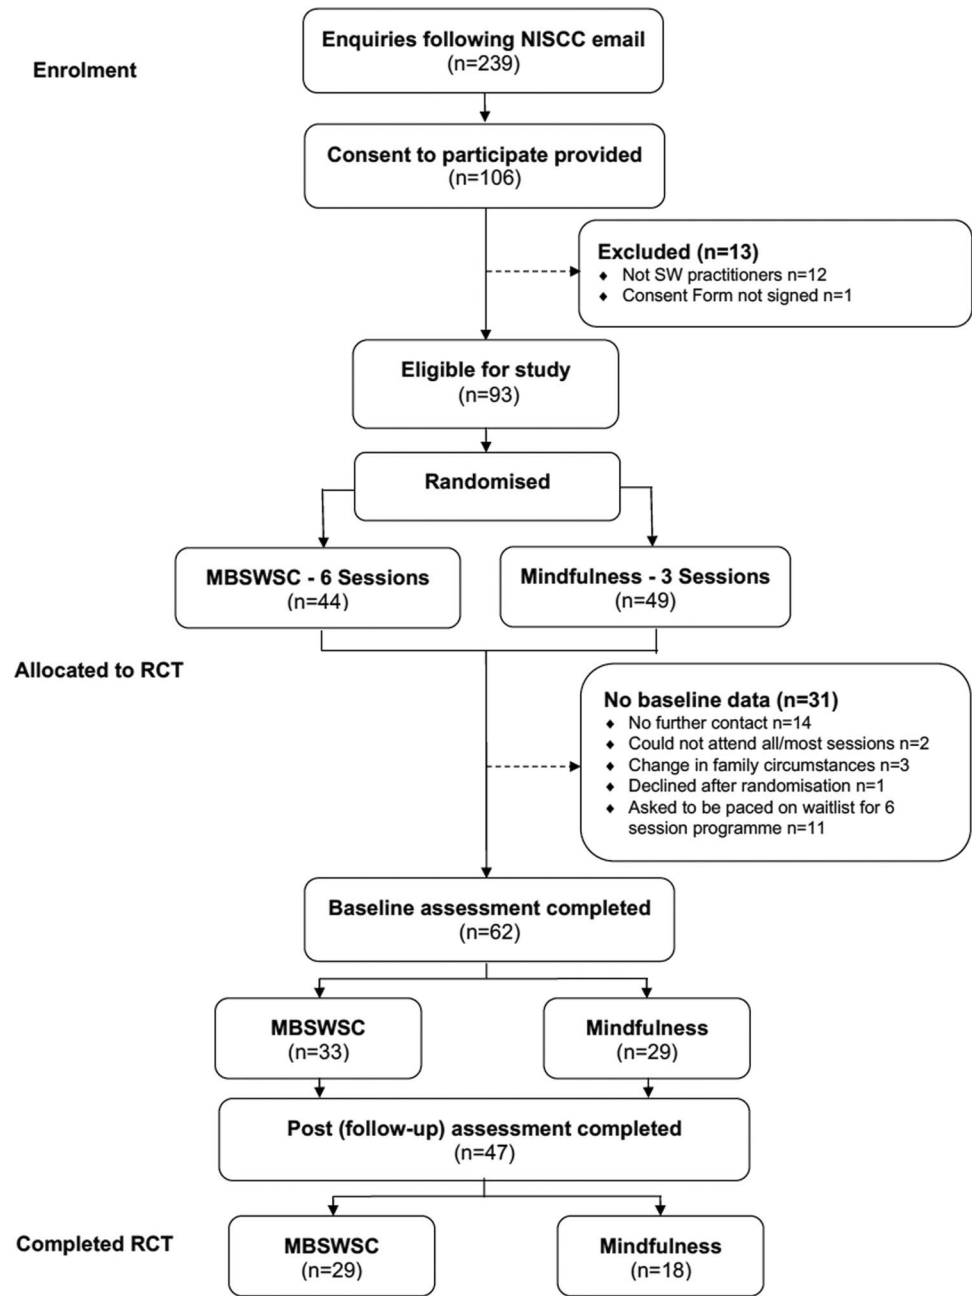 Enquiries following NISCC email
(n=239)
Enrolment
Consent to participate provided
(n=106)
Excluded (n=13)
♦ Not SW practitioners n=12
♦ Consent Form not signed n=1
Eligible for study
(n=93)
Randomised
MBSWSC - 6 Sessions
(n=44)
Mindfulness - 3 Sessions
(n=49)
Allocated to RCT
No baseline data (n=31)
♦ No further contact n=14
♦ Could not attend all/most sessions n=2
♦ Change in family circumstances n=3
♦ Declined after randomisation n=1
♦ Asked to be paced on waitlist for 6
session programme n=11
Baseline assessment completed
(n=62)
MBSWSC
(n=33)
Mindfulness
(n=29)
Post (follow-up) assessment completed
(n=47)
Completed RCT
MBSWSC
(n=29)
Mindfulness
(n=18)